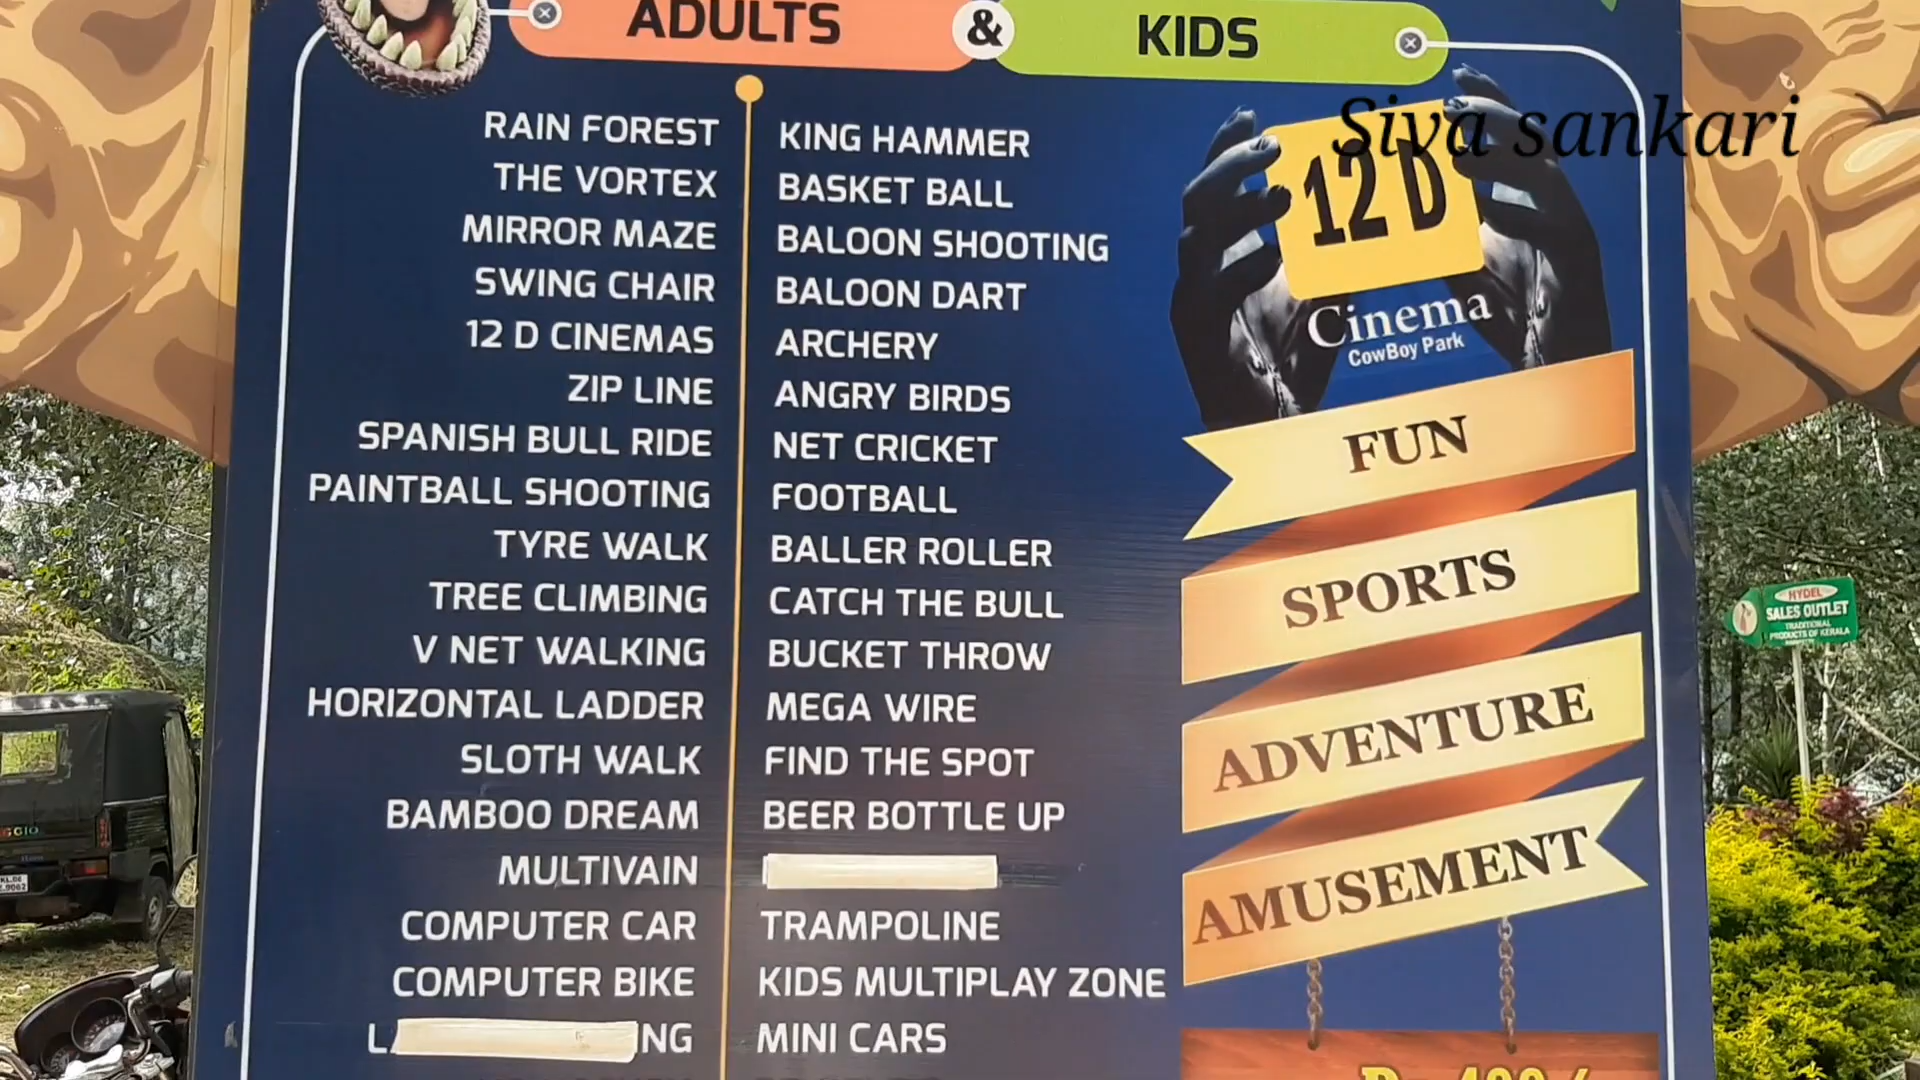 ADULTS & KIDS
RAIN FOREST
THE VORTEX
MIRROR MAZE
SWING CHAIR
12 D CINEMAS
ZIP LINE
SPANISH BULL RIDE
PAINTBALL SHOOTING
TYRE WALK
TREE CLIMBING
V NET WALKING
HORIZONTAL LADDER
SLOTH WALK
BAMBOO DREAM
MULTIVAIN
COMPUTER CAR
COMPUTER BIKE
KING HAMMER
BASKET BALL
BALOON SHOOTING
BALOON DART
ARCHERY
ANGRY BIRDS
NET CRICKET
FOOTBALL
BALLER ROLLER
CATCH THE BULL
BUCKET THROW
MEGA WIRE
FIND THE SPOT
BEER BOTTLE UP
TRAMPOLINE
KIDS MULTIPLAY ZONE
MINI CARS
Siva sankari
12 D
Cinema
CowBoy Park
FUN
SPORTS
ADVENTURE
AMUSEMENT
HYDEL
SALES OUTLET
TRADITIONAL
PRODUCTS OF KERALA